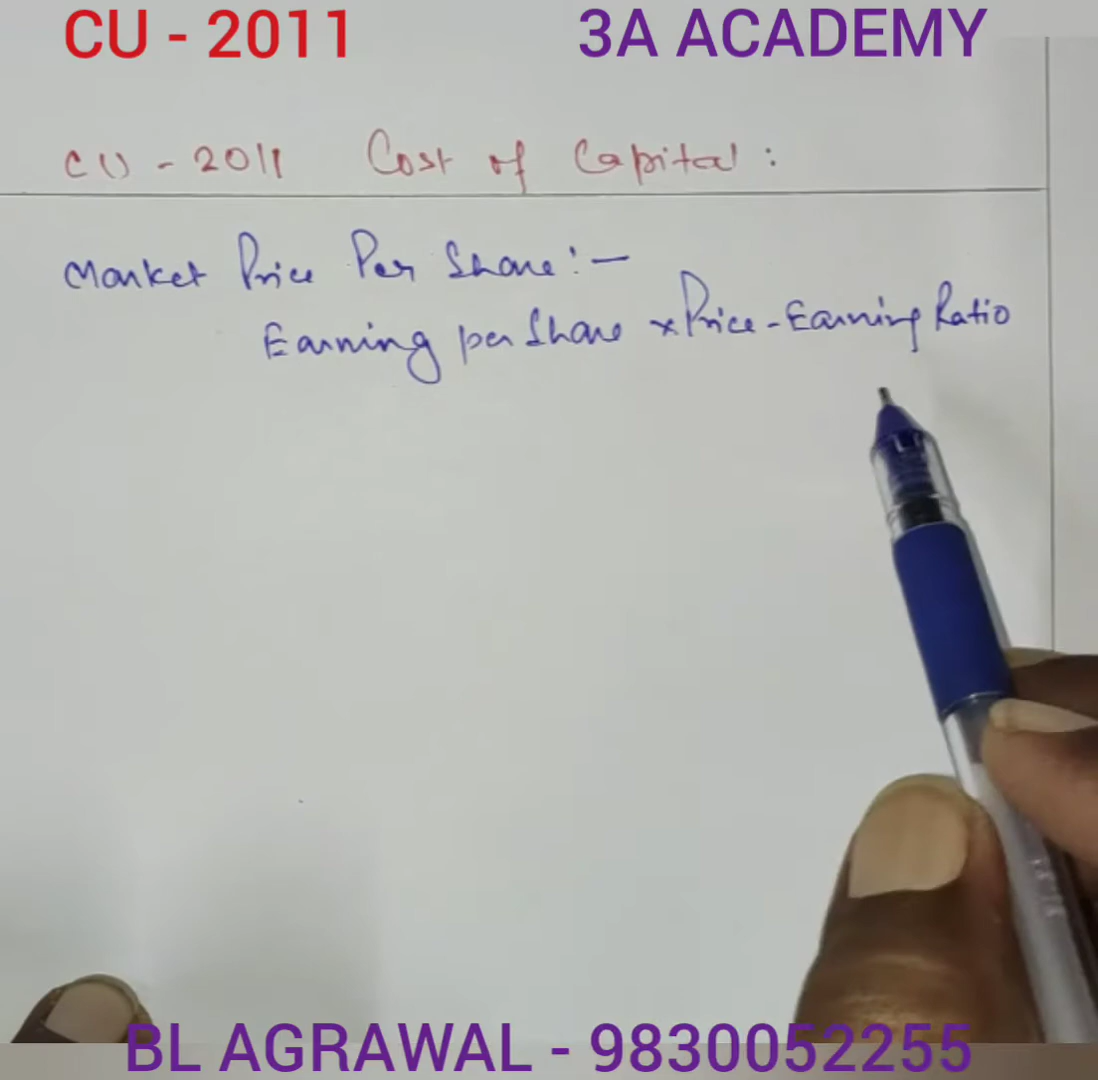 CU - 2011 3A ACADEMY
CU - 2011 Cost of Capital :
Market Price Per Share :-
Earning per Share × Price - Earning Ratio
BL AGRAWAL - 9830052255